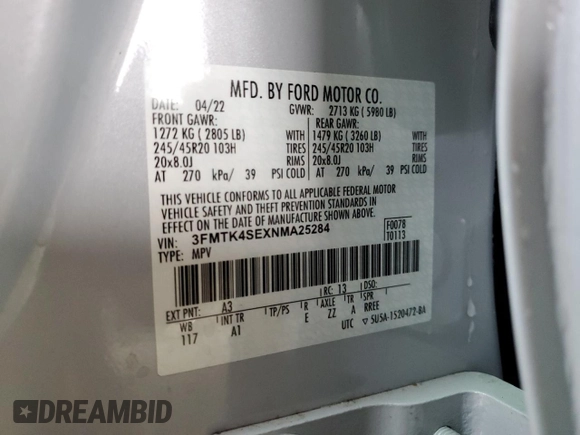 MFD. BY FORD MOTOR CO.
DATE: 04/22 GVWR: 2713 KG (5980 LB)
FRONT GAWR: REAR GAWR:
1272 KG (2805 LB) WITH 1479 KG (3260 LB) WITH
245/45R20 103H TIRES 245/45R20 103H TIRES
20x8.0J RIMS 20x8.0J RIMS
AT 270 kPa/ 39 PSI COLD AT 270 kPa/ 39 PSI COLD
THIS VEHICLE CONFORMS TO ALL APPLICABLE FEDERAL MOTOR
VEHICLE SAFETY AND THEFT PREVENTION STANDARDS IN EFFECT
ON THE DATE OF MANUFACTURE SHOWN ABOVE.
VIN: 3FMTK4SEXNMA25284 F0078
TYPE: MPV T0113
EXT PNT: A3 RC: 13 DSO:
WB INT TR TP/PS R AXLE TR SPR
117 A1 E ZZ A RREE
UTC ▽ 5U5A-1520472-BA
DREAMBID